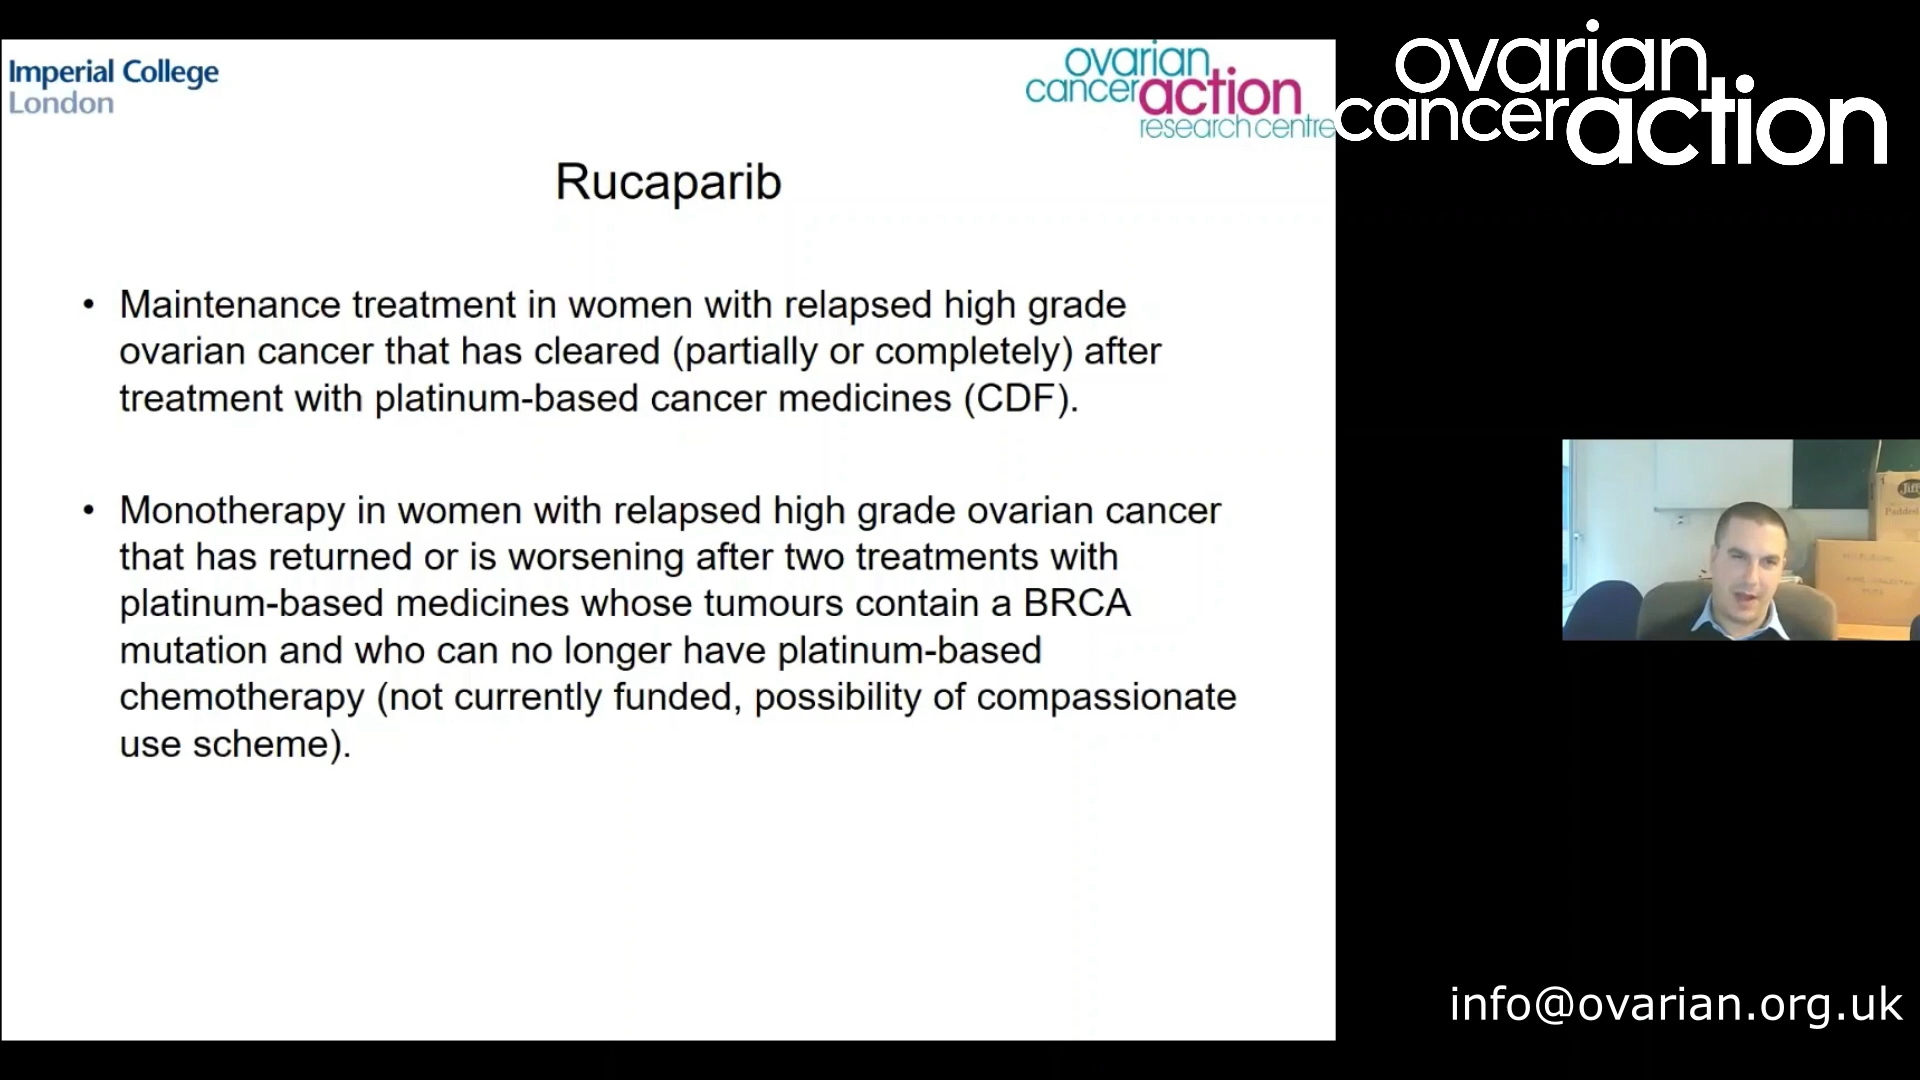 Imperial College
London
ovarian
canceraction
research centre
ovarian
canceraction
Rucaparib
• Maintenance treatment in women with relapsed high grade
ovarian cancer that has cleared (partially or completely) after
treatment with platinum-based cancer medicines (CDF).
• Monotherapy in women with relapsed high grade ovarian cancer
that has returned or is worsening after two treatments with
platinum-based medicines whose tumours contain a BRCA
mutation and who can no longer have platinum-based
chemotherapy (not currently funded, possibility of compassionate
use scheme).
Padded
info@ovarian.org.uk